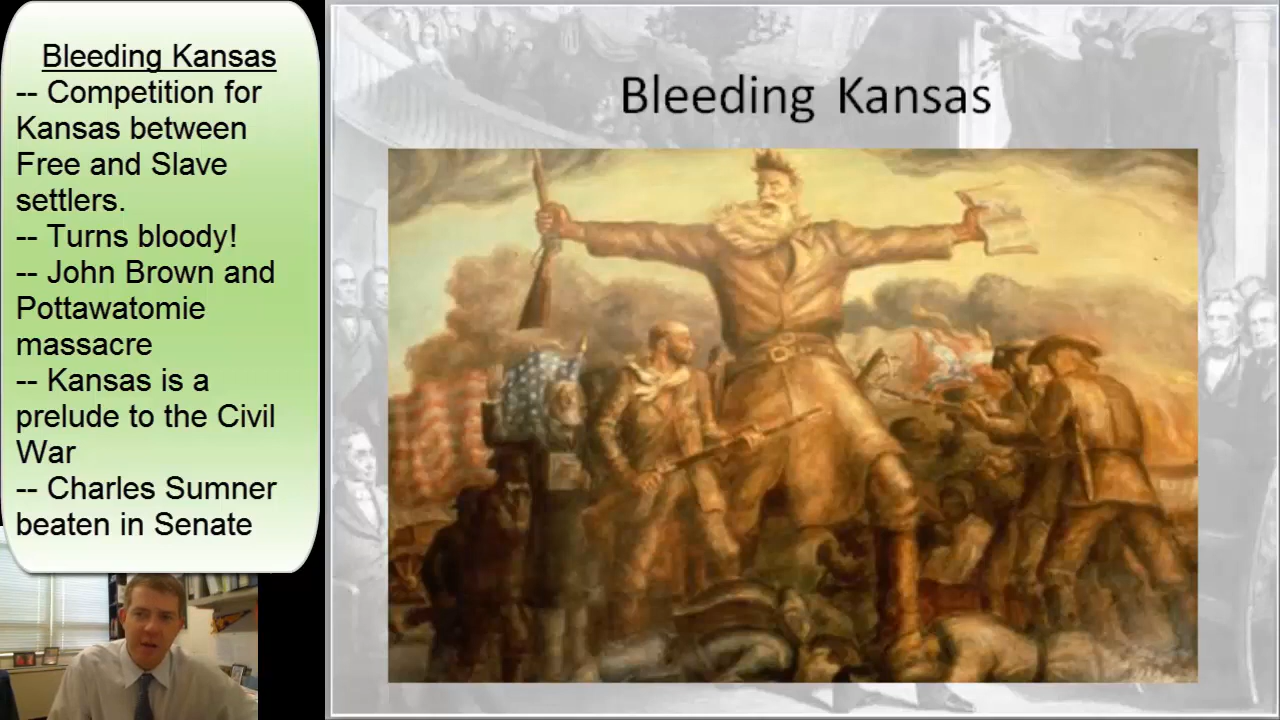 Bleeding Kansas
-- Competition for
Kansas between
Free and Slave
settlers.
-- Turns bloody!
-- John Brown and
Pottawatomie
massacre
-- Kansas is a
prelude to the Civil
War
-- Charles Sumner
beaten in Senate
Bleeding Kansas